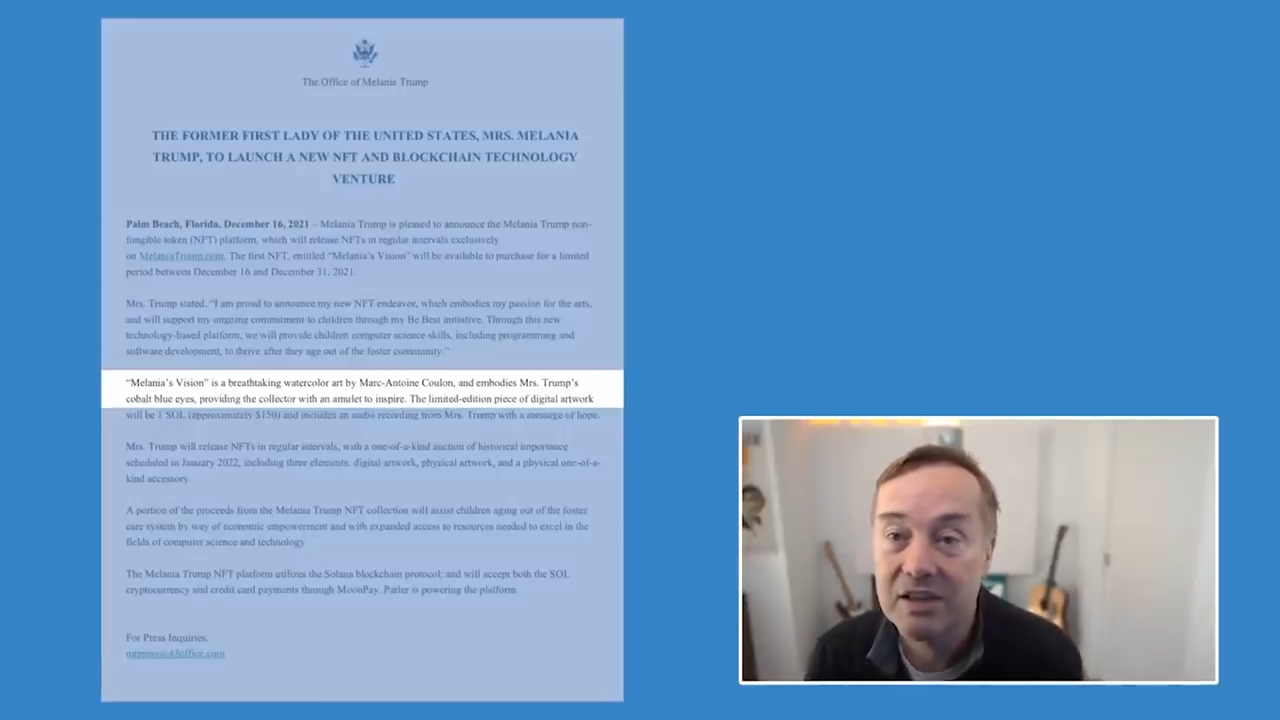 The Office of Melania Trump
THE FORMER FIRST LADY OF THE UNITED STATES, MRS. MELANIA
TRUMP, TO LAUNCH A NEW NFT AND BLOCKCHAIN TECHNOLOGY
VENTURE
Palm Beach, Florida, December 16, 2021 – Melania Trump is pleased to announce the Melania Trump non-
fungible token (NFT) platform, which will release NFTs in regular intervals exclusively
on MelaniaTrump.com. The first NFT, entitled “Melania’s Vision” will be available to purchase for a limited
period between December 16 and December 31, 2021.
Mrs. Trump stated, “I am proud to announce my new NFT endeavor, which embodies my passion for the arts,
and will support my ongoing commitment to children through my Be Best initiative. Through this new
technology-based platform, we will provide children computer science skills, including programming and
software development, to thrive after they age out of the foster community.”
“Melania’s Vision” is a breathtaking watercolor art by Marc-Antoine Coulon, and embodies Mrs. Trump’s
cobalt blue eyes, providing the collector with an amulet to inspire. The limited-edition piece of digital artwork
will be 1 SOL (approximately $150) and includes an audio recording from Mrs. Trump with a message of hope.
Mrs. Trump will release NFTs in regular intervals, with a one-of-a-kind auction of historical importance
scheduled in January 2022, including three elements, digital artwork, physical artwork, and a physical one-of-a-
kind accessory.
A portion of the proceeds from the Melania Trump NFT collection will assist children aging out of the foster
care system by way of economic empowerment and with expanded access to resources needed to excel in the
fields of computer science and technology.
The Melania Trump NFT platform utilizes the Solana blockchain protocol, and will accept both the SOL
cryptocurrency and credit card payments through MoonPay. Parler is powering the platform.
For Press Inquiries:
mtpress@45office.com